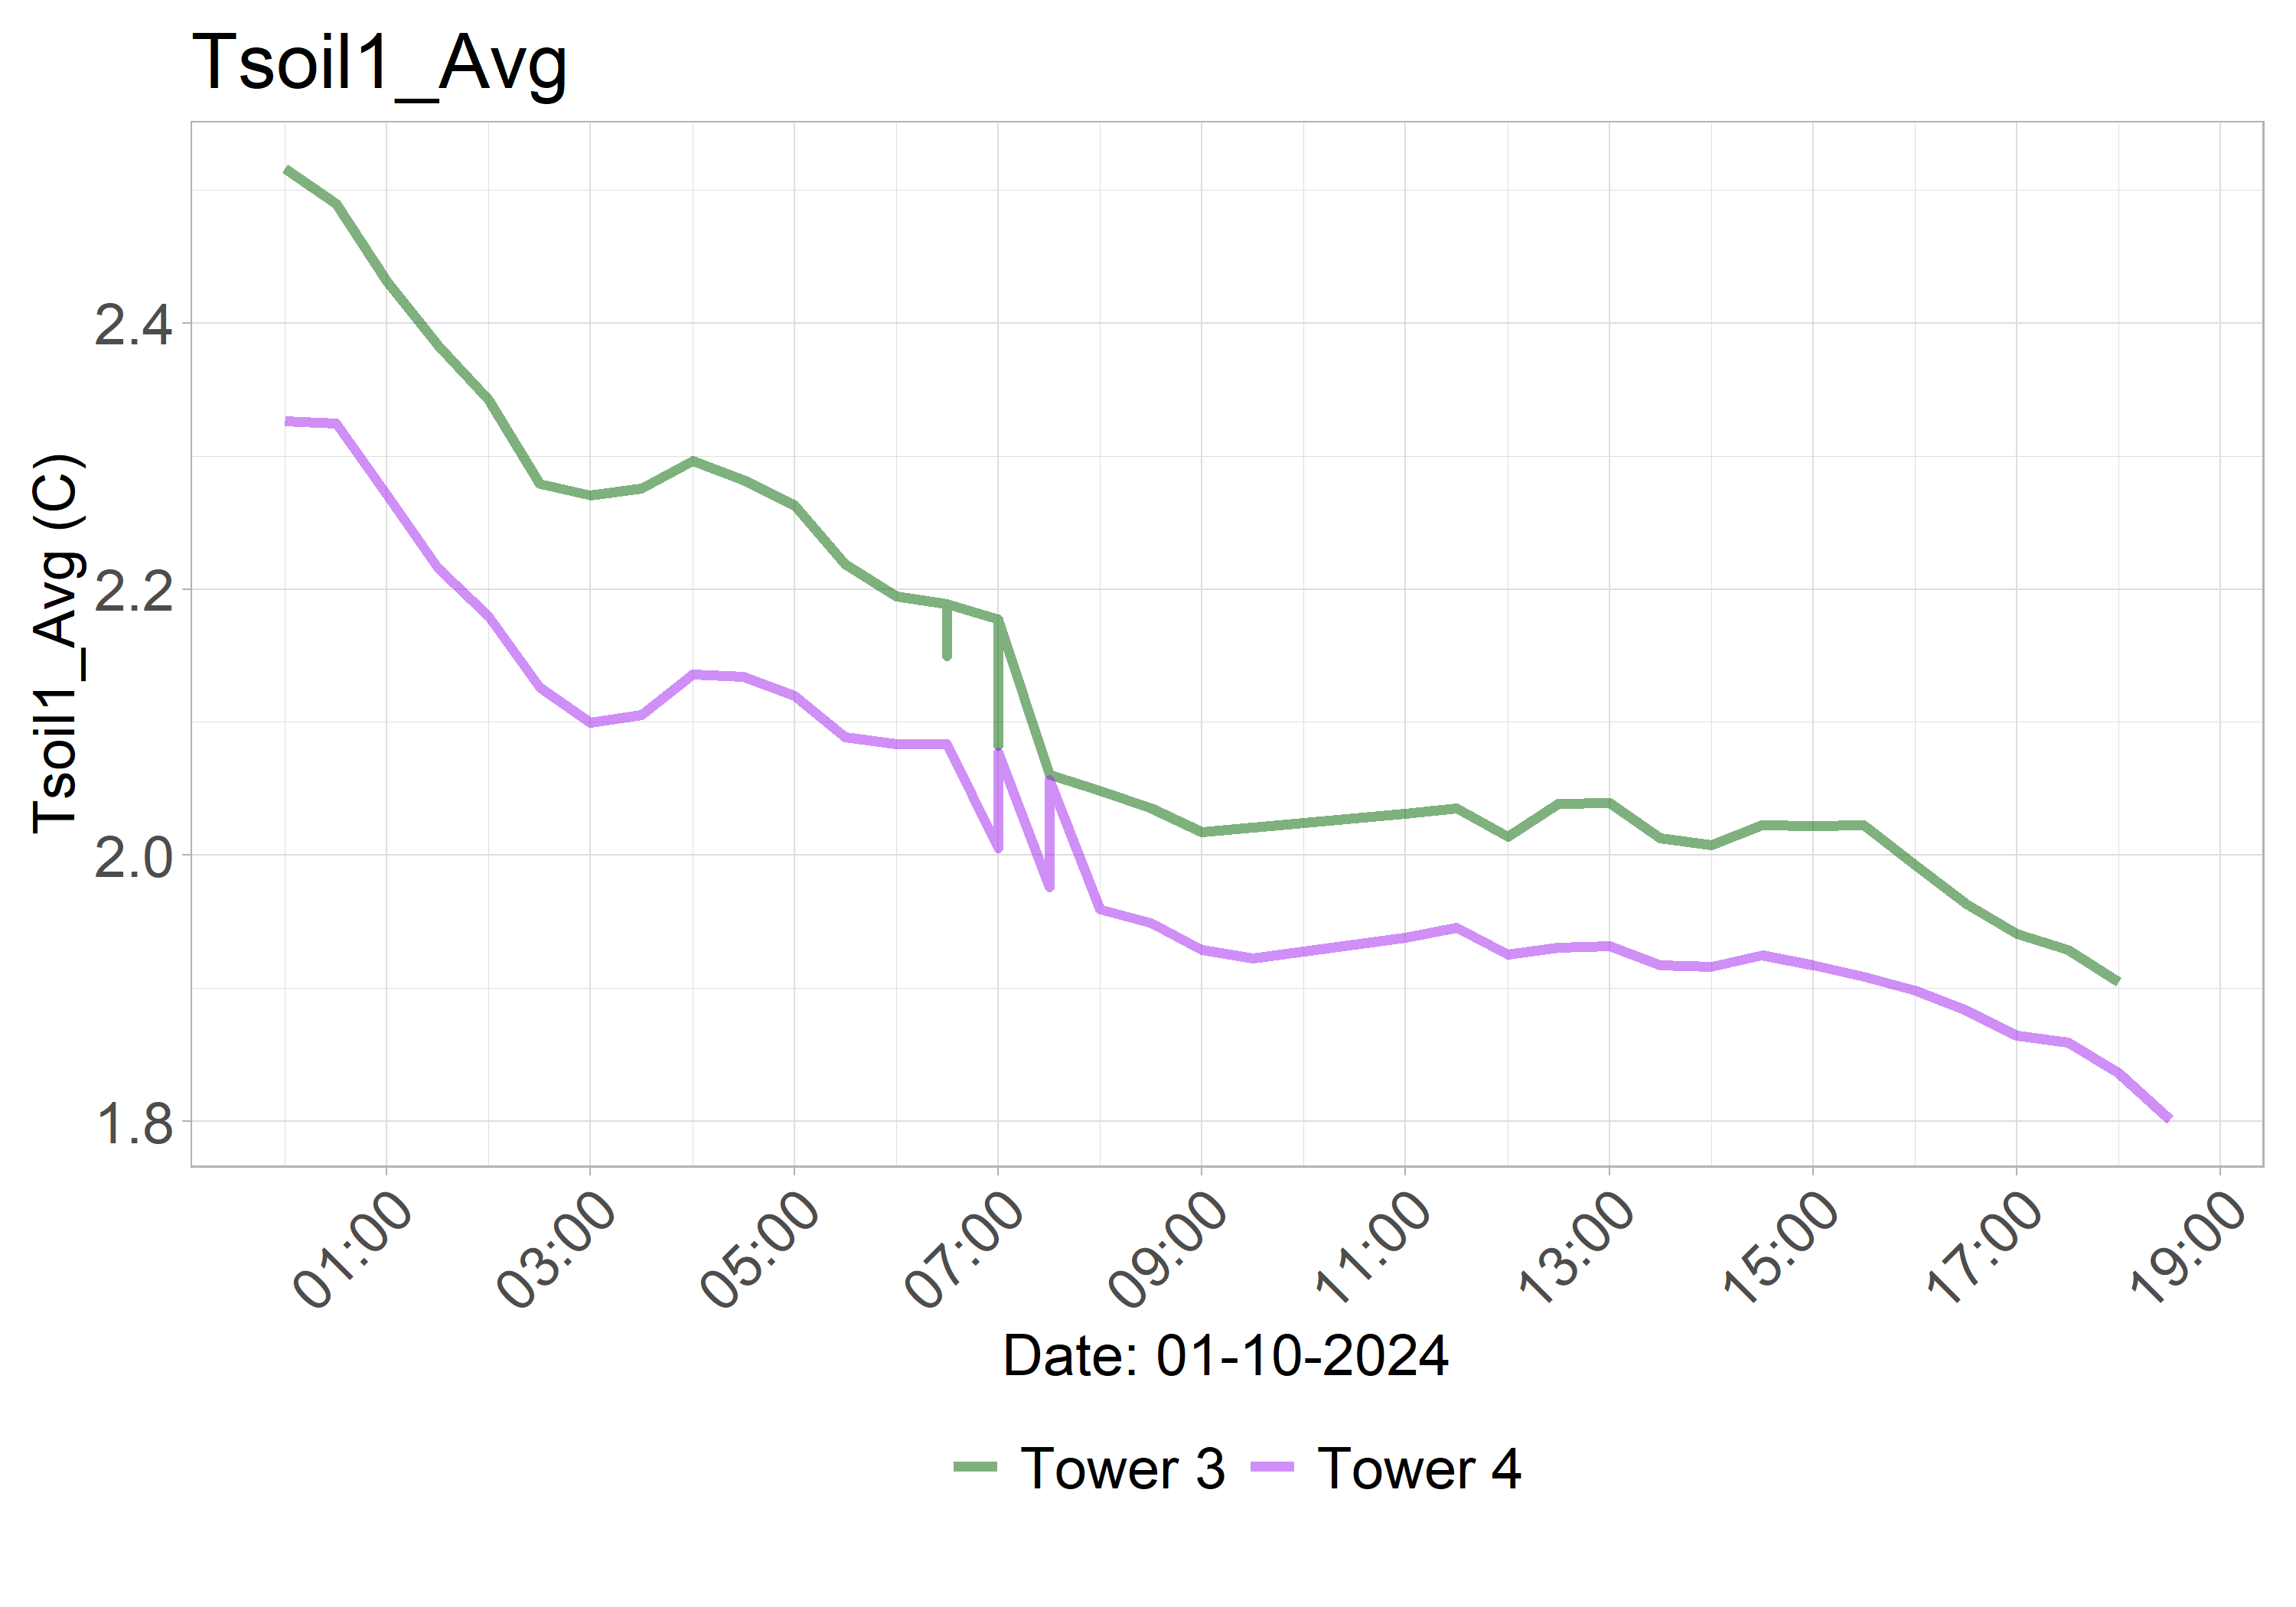 Tsoil1_Avg
Tsoil1_Avg (C)
2.4
2.2
2.0
1.8
01:00 03:00 05:00 07:00 09:00 11:00 13:00 15:00 17:00 19:00
Date: 01-10-2024
Tower 3 Tower 4